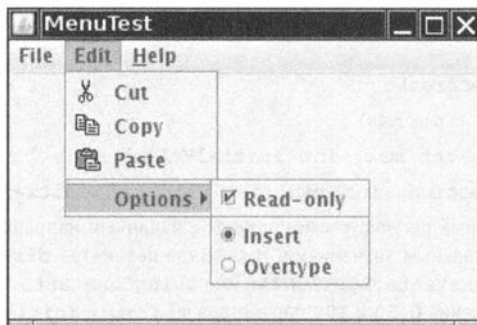 MenuTest
File Edit Help
Cut
Copy
Paste
Options
Read-only
Insert
Overtype